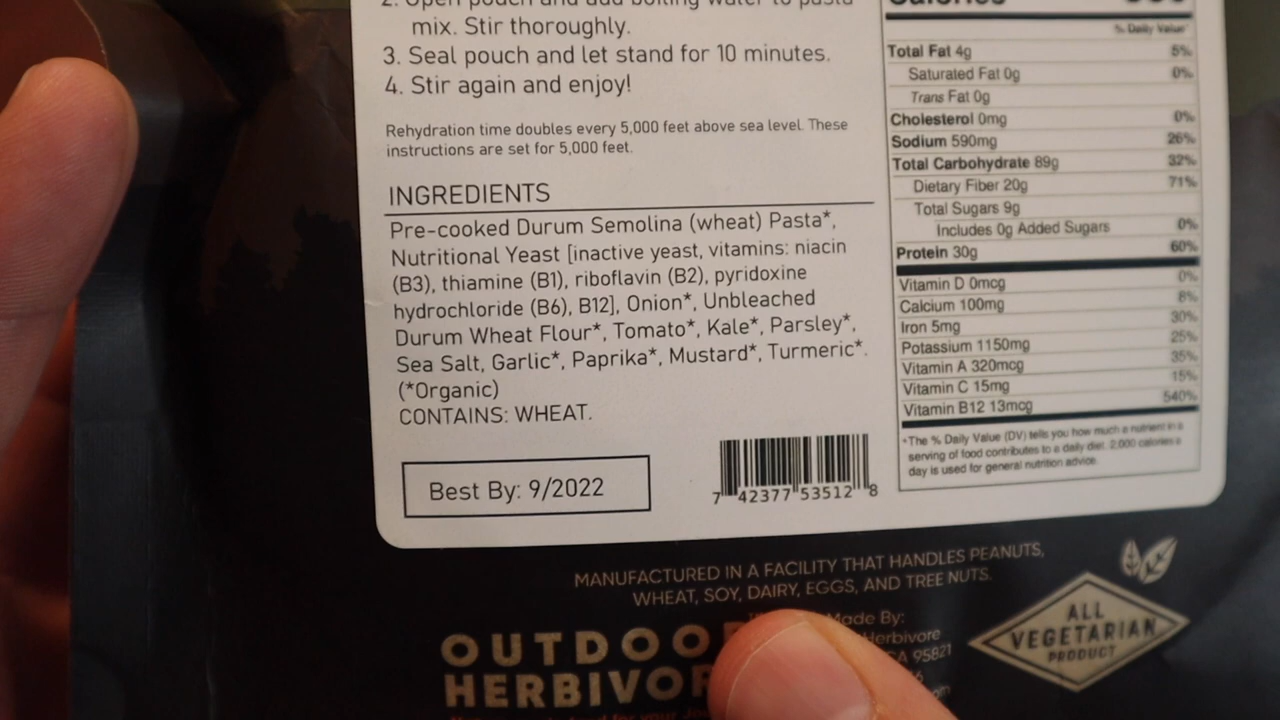 2. Open pouch and add boiling water to pasta
mix. Stir thoroughly.
3. Seal pouch and let stand for 10 minutes.
4. Stir again and enjoy!
Rehydration time doubles every 5,000 feet above sea level. These
instructions are set for 5,000 feet.
INGREDIENTS
Pre-cooked Durum Semolina (wheat) Pasta*,
Nutritional Yeast [inactive yeast, vitamins: niacin
(B3), thiamine (B1), riboflavin (B2), pyridoxine
hydrochloride (B6), B12], Onion*, Unbleached
Durum Wheat Flour*, Tomato*, Kale*, Parsley*,
Sea Salt, Garlic*, Paprika*, Mustard*, Turmeric*.
(*Organic)
CONTAINS: WHEAT.
Best By: 9/2022
7 42377 53512 8
Calories
% Daily Value*
Total Fat 4g 5%
Saturated Fat 0g 0%
Trans Fat 0g
Cholesterol 0mg 0%
Sodium 590mg 26%
Total Carbohydrate 89g 32%
Dietary Fiber 20g 71%
Total Sugars 9g
Includes 0g Added Sugars 0%
Protein 30g 60%
Vitamin D 0mcg 0%
Calcium 100mg 8%
Iron 5mg 30%
Potassium 1150mg 25%
Vitamin A 320mcg 35%
Vitamin C 15mg 15%
Vitamin B12 13mcg 540%
*The % Daily Value (DV) tells you how much a nutrient in a
serving of food contributes to a daily diet. 2,000 calories a
day is used for general nutrition advice.
MANUFACTURED IN A FACILITY THAT HANDLES PEANUTS,
WHEAT, SOY, DAIRY, EGGS, AND TREE NUTS.
OUTDOO
HERBIVOR
Made By:
Herbivore
CA 95821
ALL
VEGETARIAN
PRODUCT